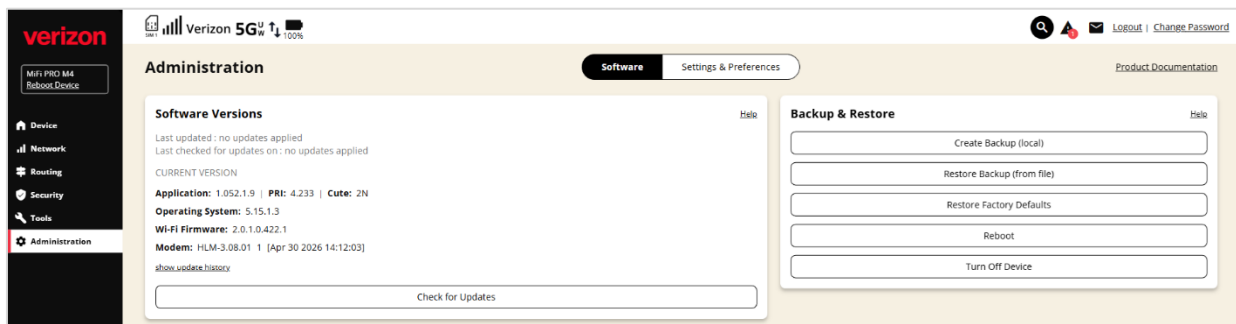 verizon
SIM 1 Verizon 5G UW 100%
1
Logout | Change Password
MiFi PRO M4
Reboot Device
Device
Network
Routing
Security
Tools
Administration
Administration
Software
Settings & Preferences
Product Documentation
Software Versions
Help
Last updated : no updates applied
Last checked for updates on : no updates applied
CURRENT VERSION
Application: 1.052.1.9 | PRI: 4.233 | Cute: 2N
Operating System: 5.15.1.3
Wi-Fi Firmware: 2.0.1.0.422.1
Modem: HLM-3.08.01 1 [Apr 30 2026 14:12:03]
show update history
Check for Updates
Backup & Restore
Help
Create Backup (local)
Restore Backup (from file)
Restore Factory Defaults
Reboot
Turn Off Device